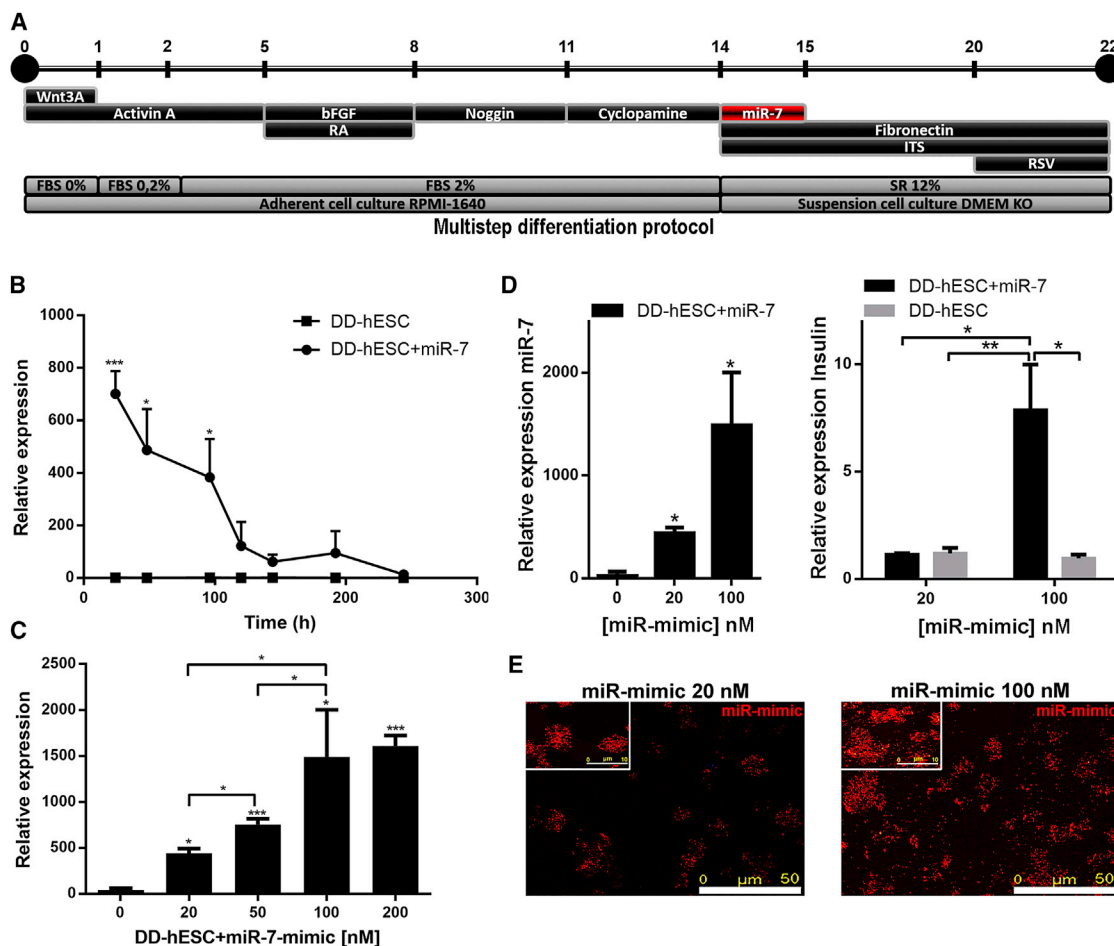 A
0 1 2 5 8 11 14 15 20 22
Wnt3A
Activin A bFGF Noggin Cyclopamine miR-7
RA Fibronectin
ITS
RSV
FBS 0% FBS 0,2% FBS 2% SR 12%
Adherent cell culture RPMI-1640 Suspension cell culture DMEM KO
Multistep differentiation protocol
B
Relative expression
1000
800
600
400
200
0
0 100 200 300
Time (h)
DD-hESC
DD-hESC+miR-7
*** * *
C
Relative expression
2500
2000
1500
1000
500
0
*
*
*
* *** * ***
0 20 50 100 200
DD-hESC+miR-7-mimic [nM]
D
DD-hESC+miR-7
Relative expression miR-7
2000
1000
0
* *
0 20 100
[miR-mimic] nM
DD-hESC+miR-7
DD-hESC
Relative expression Insulin
10
5
0
*
** *
20 100
[miR-mimic] nM
E
miR-mimic 20 nM
miR-mimic
0 µm 10
0 µm 50
miR-mimic 100 nM
miR-mimic
0 µm 10
0 µm 50